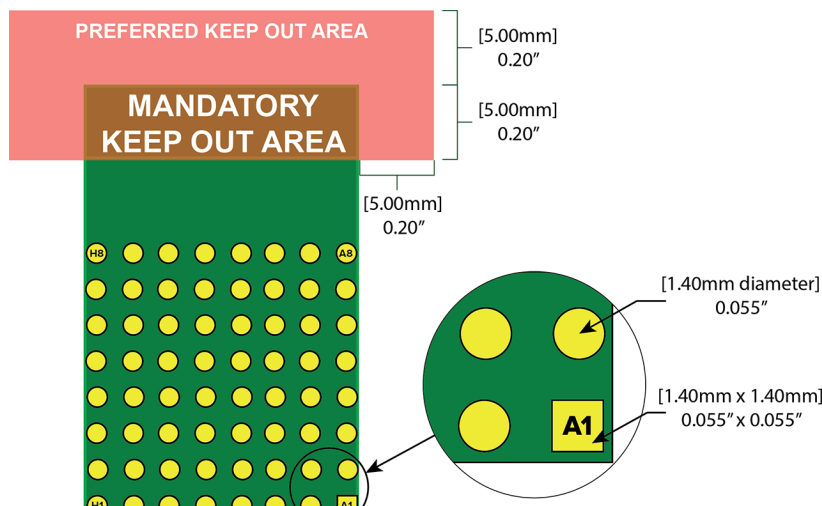 PREFERRED KEEP OUT AREA
[5.00mm]
0.20”
MANDATORY
KEEP OUT AREA
[5.00mm]
0.20”
[5.00mm]
0.20”
H8
A8
[1.40mm diameter]
0.055”
[1.40mm x 1.40mm]
0.055” x 0.055”
A1
H1
A1